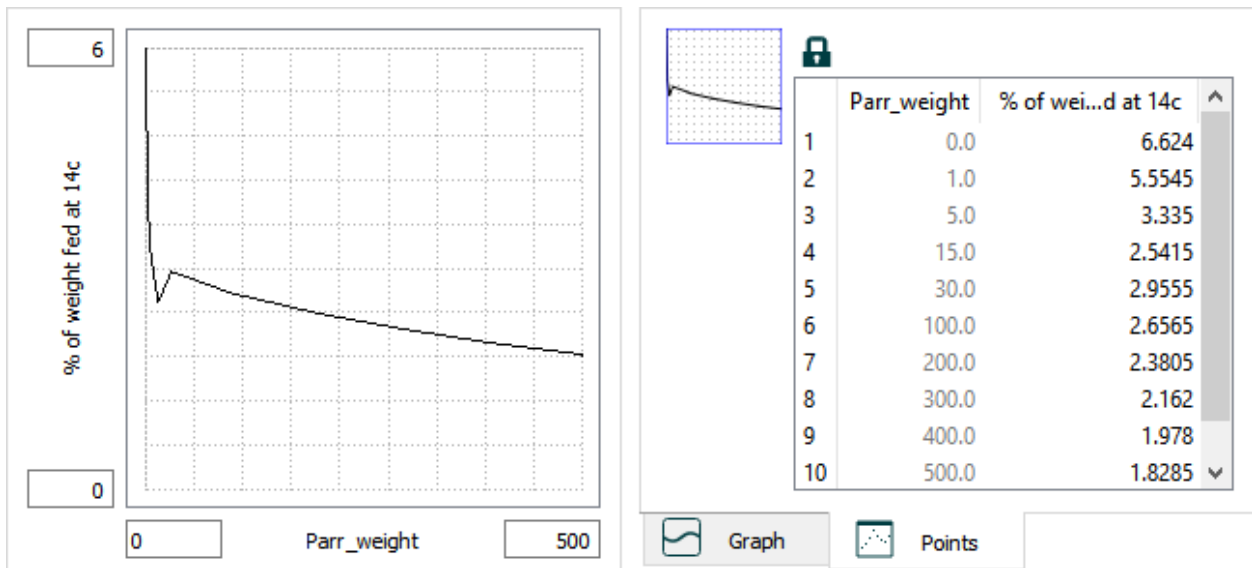 6
% of weight fed at 14c
0
0 Parr_weight 500
Parr_weight % of wei...d at 14c
1 0.0 6.624
2 1.0 5.5545
3 5.0 3.335
4 15.0 2.5415
5 30.0 2.9555
6 100.0 2.6565
7 200.0 2.3805
8 300.0 2.162
9 400.0 1.978
10 500.0 1.8285
Graph Points